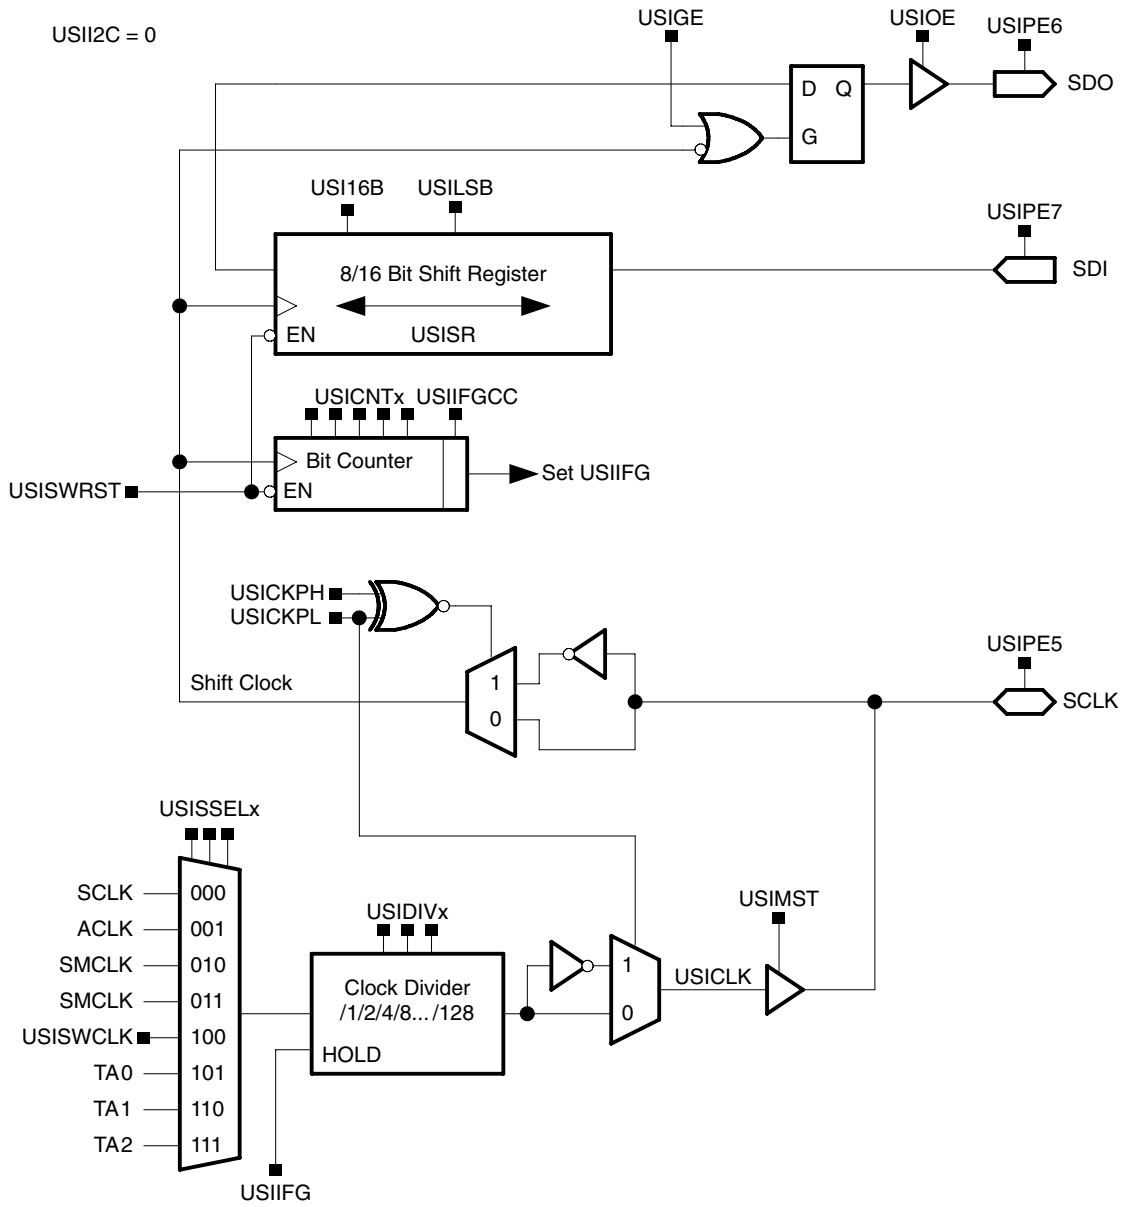 USII2C = 0
USIGE
USIOE
USIPE6
D Q
SDO
G
USI16B
USILSB
USIPE7
8/16 Bit Shift Register
SDI
EN
USISR
USICNTx
USIIFGCC
Bit Counter
Set USIIFG
USISWRST
EN
USICKPH
USICKPL
USIPE5
Shift Clock
1
0
SCLK
USISSELx
SCLK
000
USIMST
ACLK
001
USIDIVx
SMCLK
010
1
USICLK
SMCLK
011
Clock Divider
/1/2/4/8... /128
0
USISWCLK
100
HOLD
TA0
101
TA1
110
TA2
111
USIIFG